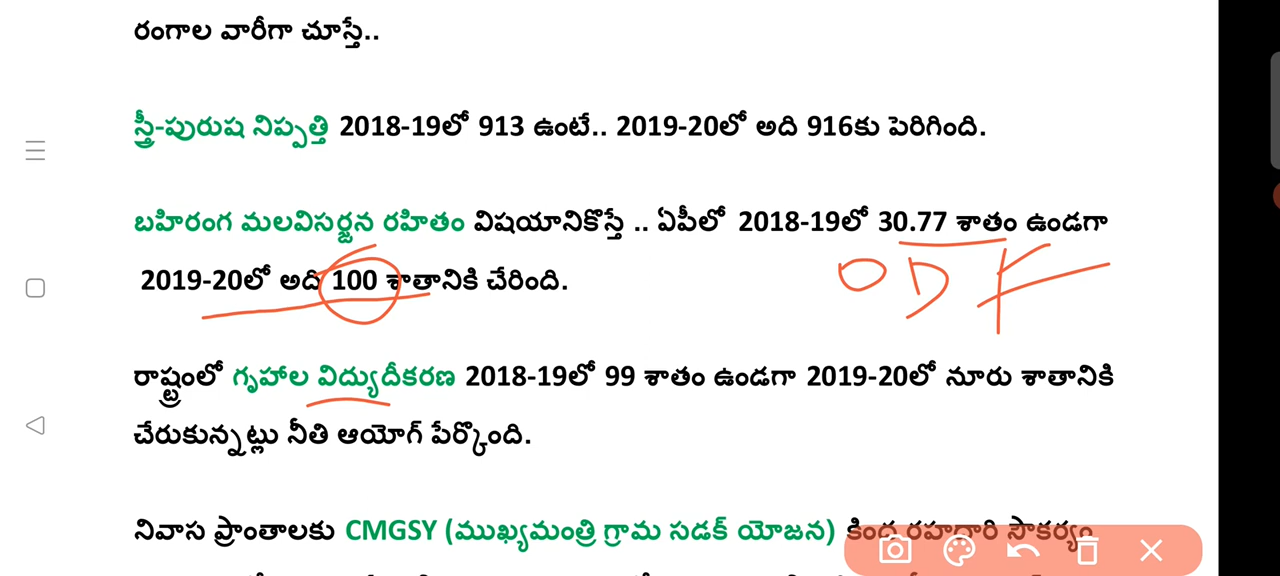 రంగాల వారీగా చూస్తే..
స్త్రీ-పురుష నిప్పత్తి 2018-19లో 913 ఉంటే.. 2019-20లో అది 916కు పెరిగింది.
బహిరంగ మలవిసర్జన రహితం విషయానికొస్తే .. ఏపీలో 2018-19లో 30.77 శాతం ఉండగా
2019-20లో అది 100 శాతానికి చేరింది.
ODF
రాష్ట్రంలో గృహాల విద్యుదీకరణ 2018-19లో 99 శాతం ఉండగా 2019-20లో నూరు శాతానికి
చేరుకున్నట్లు నీతి ఆయోగ్ పేర్కొంది.
నివాస ప్రాంతాలకు CMGSY (ముఖ్యమంత్రి గ్రామ సడక్ యోజన) కింద రహదారి సౌకర్యం